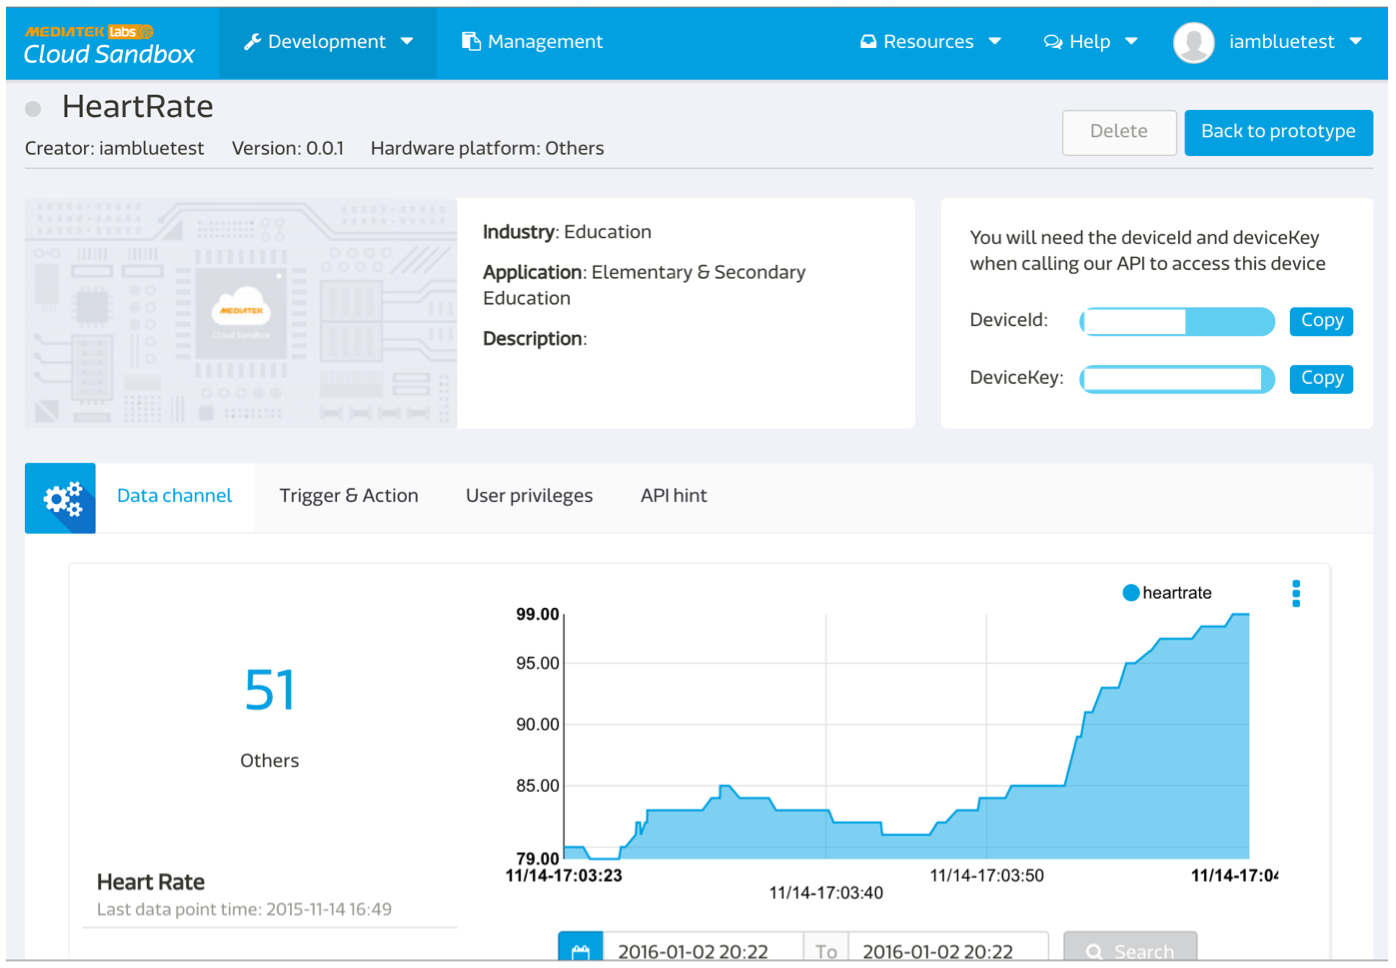 MEDIATEK labs
Cloud Sandbox
Development
Management
Resources
Help
iambluetest
HeartRate
Creator: iambluetest Version: 0.0.1 Hardware platform: Others
Delete
Back to prototype
MEDIATEK
Cloud Sandbox
Industry: Education
Application: Elementary & Secondary
Education
Description:
You will need the deviceId and deviceKey
when calling our API to access this device
DeviceId:
Copy
DeviceKey:
Copy
Data channel
Trigger & Action
User privileges
API hint
51
Others
Heart Rate
Last data point time: 2015-11-14 16:49
heartrate
99.00
95.00
90.00
85.00
79.00
11/14-17:03:23
11/14-17:03:40
11/14-17:03:50
11/14-17:04
2016-01-02 20:22 To 2016-01-02 20:22
Search